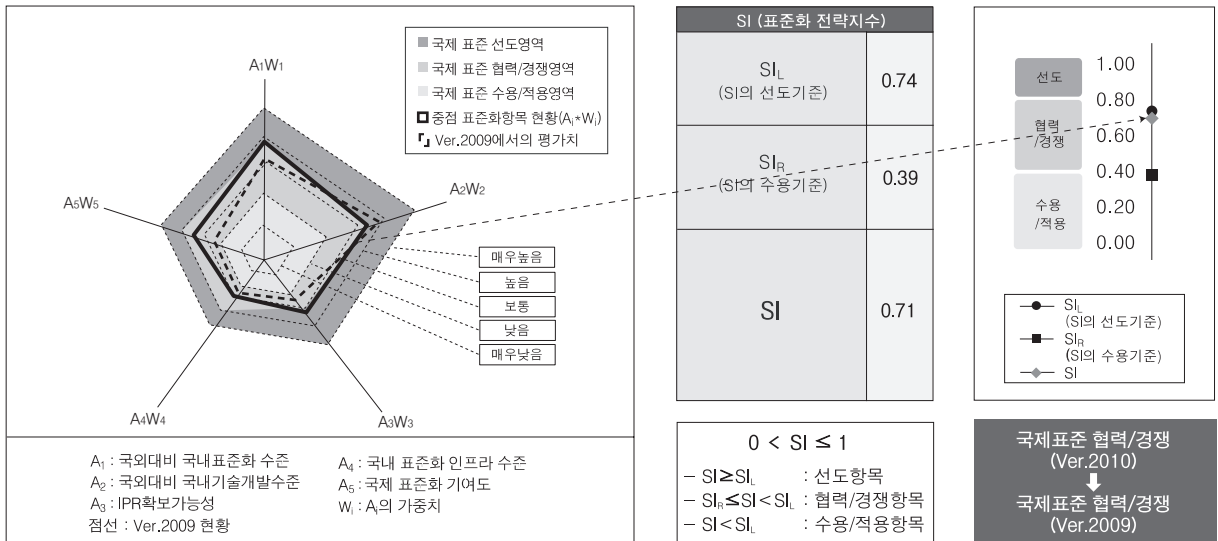 국제 표준 선도영역
국제 표준 협력/경쟁영역
국제 표준 수용/적용영역
중점 표준화항목 현황(Aᵢ*Wᵢ)
Ver.2009에서의 평가치
A₁W₁
A₂W₂
A₅W₅
A₄W₄
A₃W₃
매우높음
높음
보통
낮음
매우낮음
A₁ : 국외대비 국내표준화 수준
A₂ : 국외대비 국내기술개발수준
A₃ : IPR확보가능성
점선 : Ver.2009 현황
A₄ : 국내 표준화 인프라 수준
A₅ : 국제 표준화 기여도
Wᵢ : Aᵢ의 가중치
SI (표준화 전략지수)
SI_L
(SI의 선도기준)
0.74
SI_R
(SI의 수용기준)
0.39
SI
0.71
0 < SI ≤ 1
– SI≥SI_L : 선도항목
– SI_R≤SI<SI_L : 협력/경쟁항목
– SI<SI_L : 수용/적용항목
선도
협력
/경쟁
수용
/적용
1.00
0.80
0.60
0.40
0.20
0.00
SI_L
(SI의 선도기준)
SI_R
(SI의 수용기준)
SI
국제표준 협력/경쟁
(Ver.2010)
국제표준 협력/경쟁
(Ver.2009)